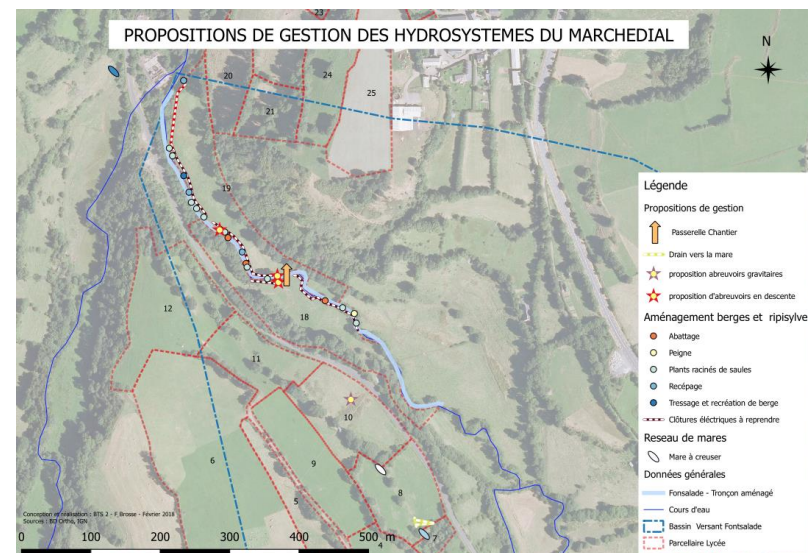 PROPOSITIONS DE GESTION DES HYDROSYSTEMES DU MARCHEDIAL
N
23
20
24
25
21
19
12
18
11
10
6
9
8
5
7
4
Légende
Propositions de gestion
Passerelle Chantier
Drain vers la mare
proposition abreuvoirs gravitaires
proposition d'abreuvoirs en descente
Aménagement berges et ripisylve
Abattage
Peigne
Plants racinés de saules
Recépage
Tressage et recréation de berge
Clôtures éléctriques à reprendre
Reseau de mares
Mare à creuser
Données générales
Fonsalade - Tronçon aménagé
Cours d'eau
Bassin Versant Fontsalade
Parcellaire Lycée
Conception et réalisation : BTS 2 - F.Brosse - Février 2018
Sources : BD Ortho, IGN
0 100 200 300 400 500 m